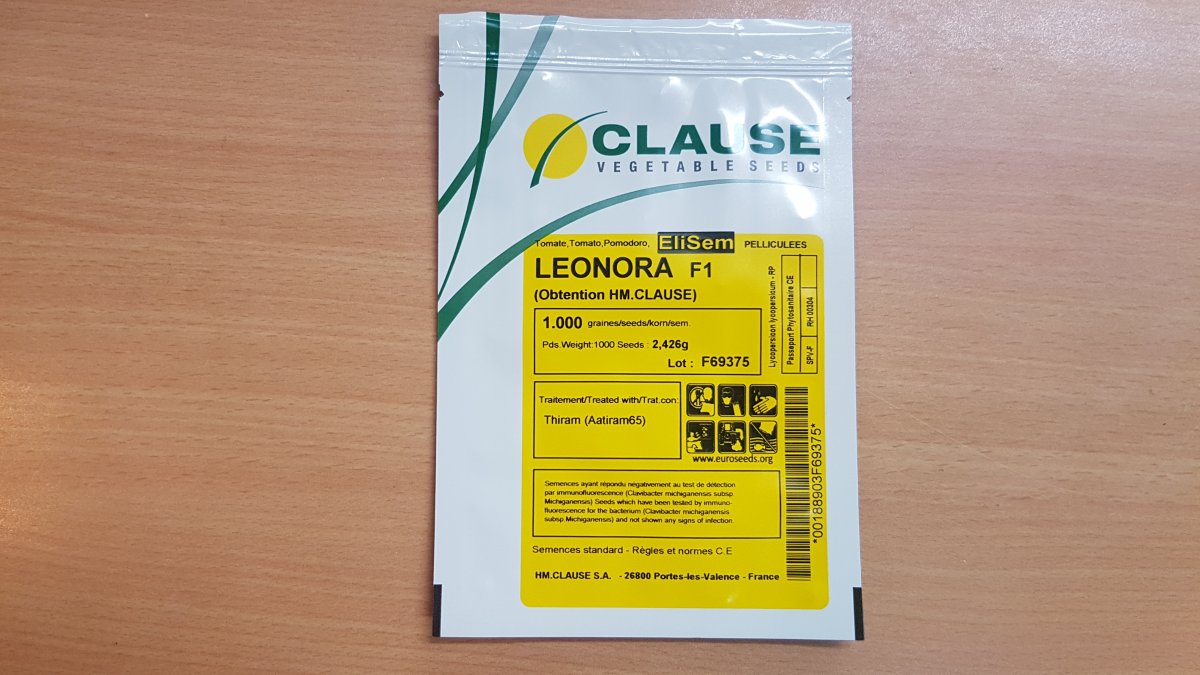 CLAUSE
VEGETABLE SEEDS
Tomate,Tomato,Pomodoro, EliSem PELLICULEES
LEONORA F1
(Obtention HM.CLAUSE)
1.000 graines/seeds/korn/sem.
Pds.Weight:1000 Seeds : 2,426g
Lot : F69375
Lycopersicon lycopersicum - RP
Passeport Phytosanitaire CE
SPV-F RH 00304
Traitement/Treated with/Trat.con:
Thiram (Aatiram65)
www.euroseeds.org
Semences ayant répondu négativement au test de détection
par immunofluorescence (Clavibacter michiganensis subsp.
Michiganensis) Seeds which have been tested by immuno-
fluorescence for the bacterium (Clavibacter michiganensis
subsp.Michiganensis) and not shown any signs of infection.
*00188903F69375*
Semences standard - Règles et normes C.E
HM.CLAUSE S.A. - 26800 Portes-les-Valence - France